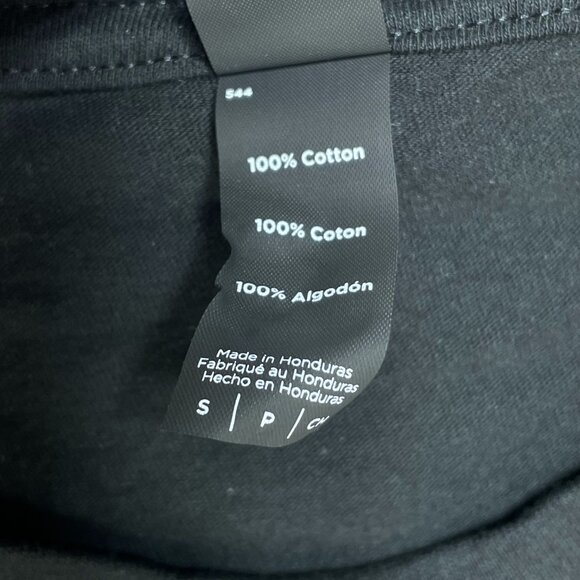 544
100% Cotton
100% Coton
100% Algodón
Made in Honduras
Fabriqué au Honduras
Hecho en Honduras
S | P |